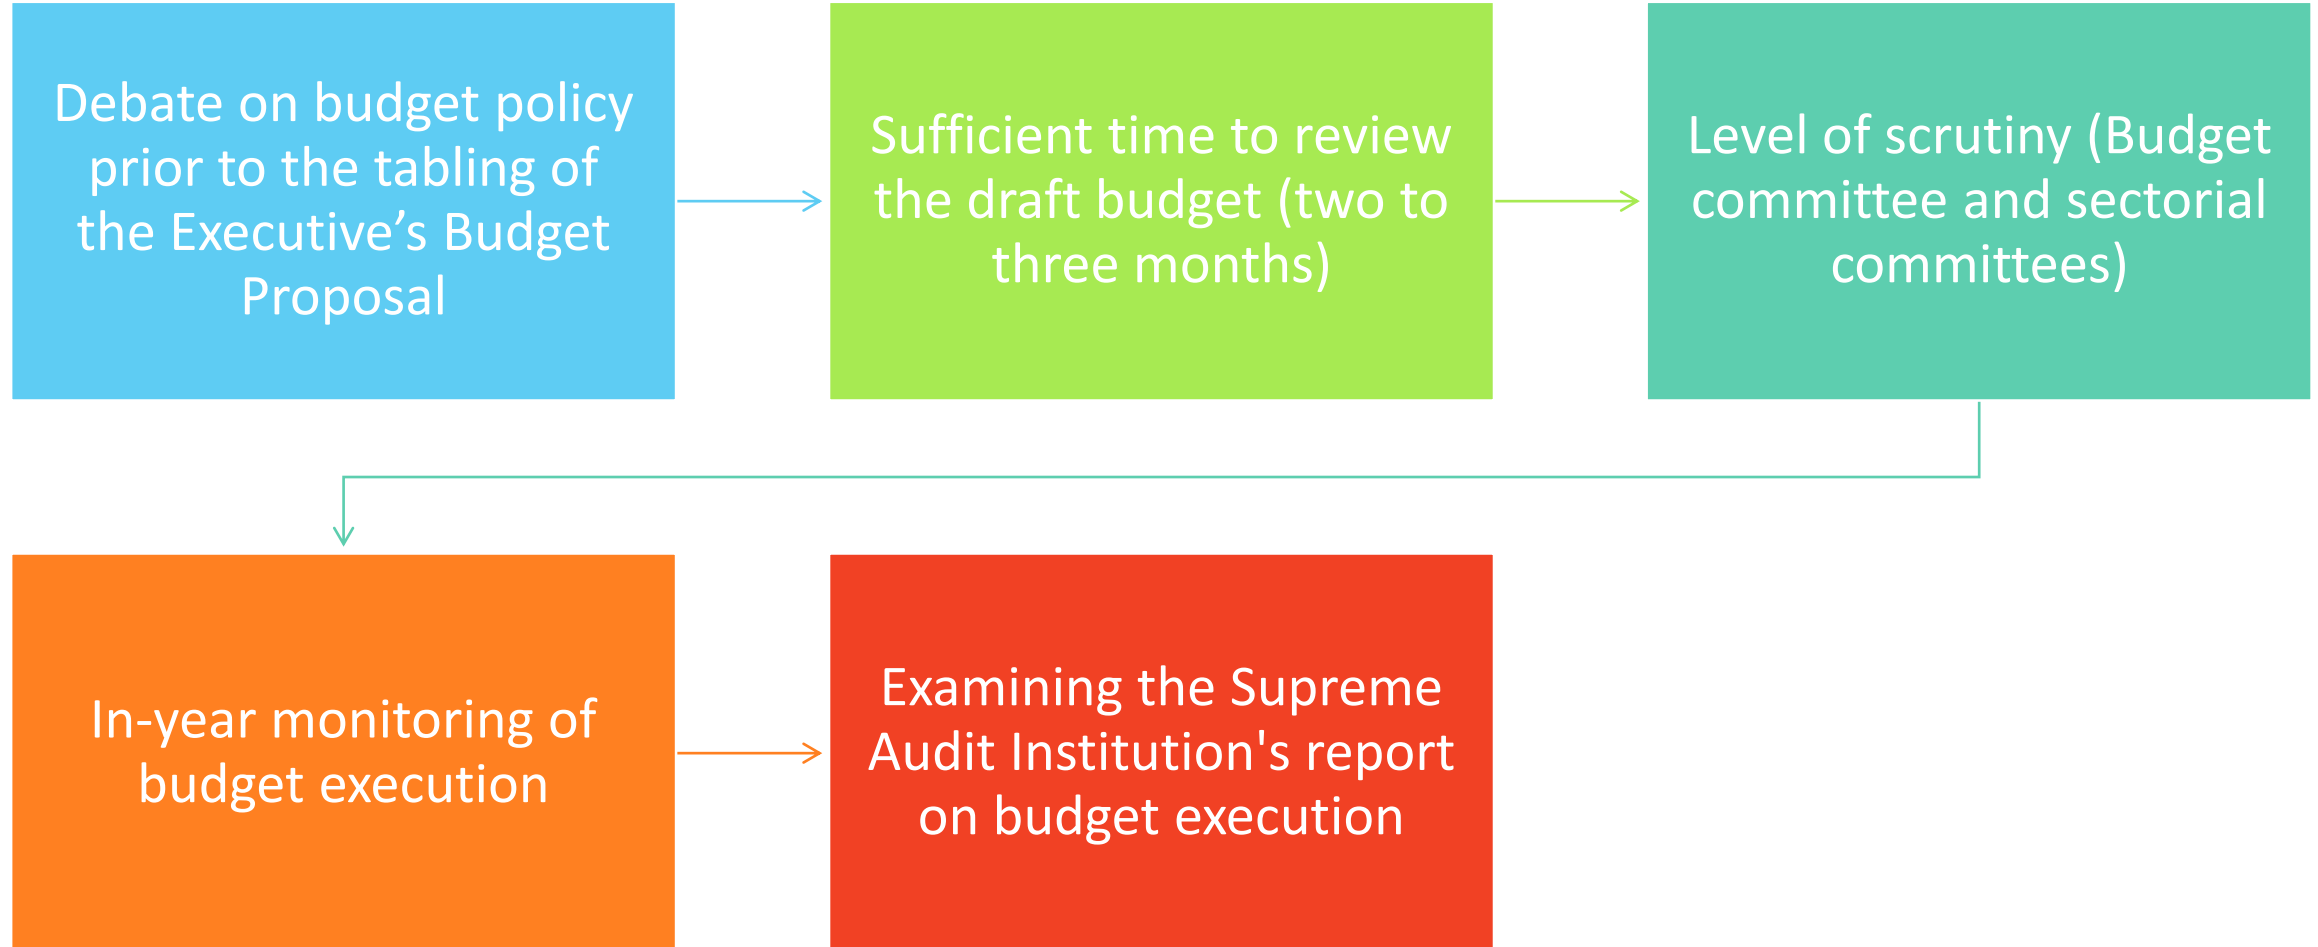 Debate on budget policy
prior to the tabling of
the Executive’s Budget
Proposal
Sufficient time to review
the draft budget (two to
three months)
Level of scrutiny (Budget
committee and sectorial
committees)
In-year monitoring of
budget execution
Examining the Supreme
Audit Institution's report
on budget execution